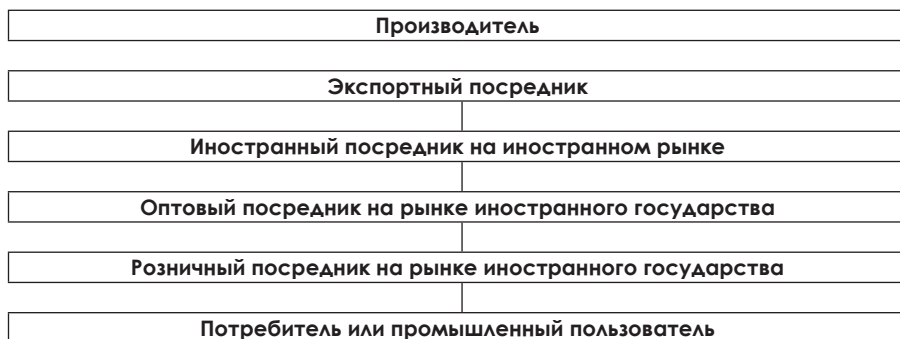 Производитель
Экспортный посредник
Иностранный посредник на иностранном рынке
Оптовый посредник на рынке иностранного государства
Розничный посредник на рынке иностранного государства
Потребитель или промышленный пользователь